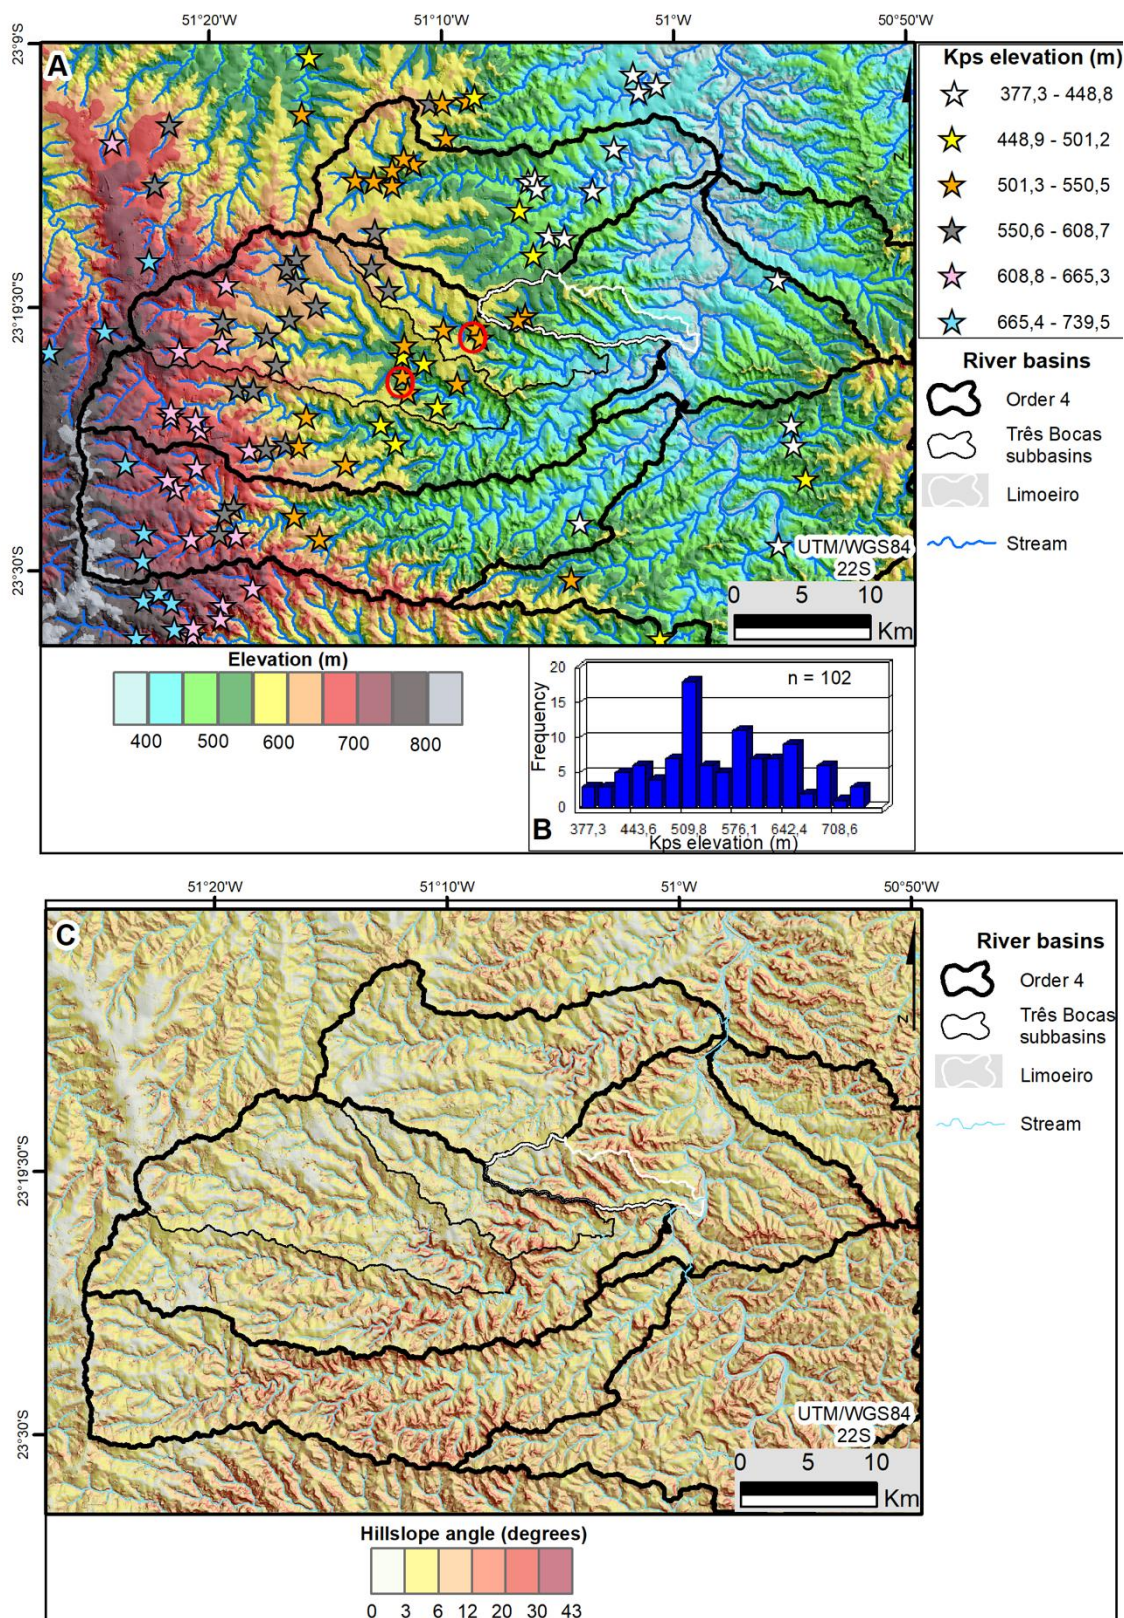 51°20'W 51°10'W 51°W 50°50'W
23°9'S
A
Kps elevation (m)
377,3 - 448,8
448,9 - 501,2
501,3 - 550,5
550,6 - 608,7
608,8 - 665,3
665,4 - 739,5
z
River basins
Order 4
Três Bocas
subbasins
Limoeiro
Stream
23°19'30"S
23°30'S
UTM/WGS84
22S
0 5 10
Km
Elevation (m)
400 500 600 700 800
20
15
10
5
0
Frequency
n = 102
B
377,3 443,6 509,8 576,1 642,4 708,6
Kps elevation (m)
51°20'W 51°10'W 51°W 50°50'W
C
z
River basins
Order 4
Três Bocas
subbasins
Limoeiro
Stream
23°19'30"S
23°30'S
UTM/WGS84
22S
0 5 10
Km
Hillslope angle (degrees)
0 3 6 12 20 30 43